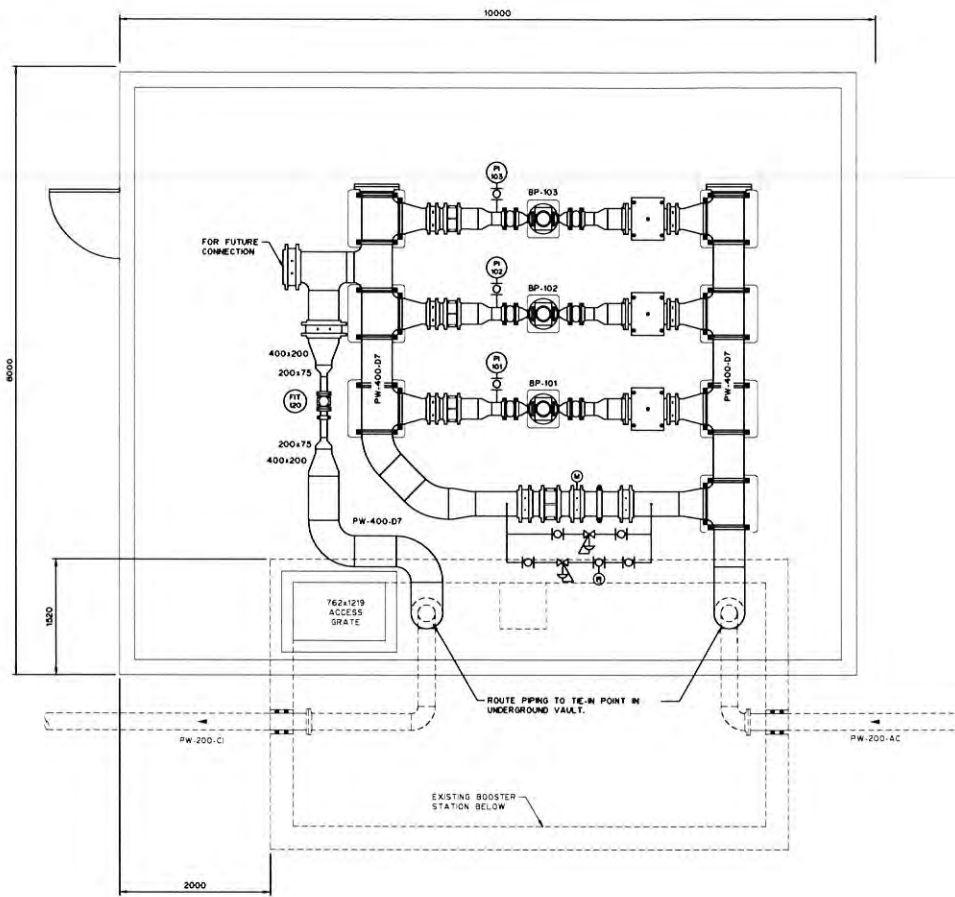 10000
8000
PI
103
BP-103
FOR FUTURE
CONNECTION
PI
102
BP-102
400x200
200x75
PW-400-D7
PI
101
BP-101
PW-400-D7
FIT
120
200x75
400x200
M
PW-400-D7
M
1520
762x1219
ACCESS
GRATE
ROUTE PIPING TO TIE-IN POINT IN
UNDERGROUND VAULT.
PW-200-CI
PW-200-AC
EXISTING BOOSTER
STATION BELOW
2000